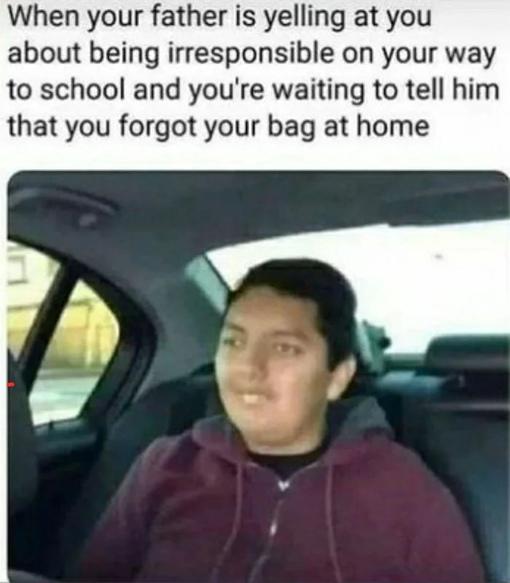 When your father is yelling at you
about being irresponsible on your way
to school and you're waiting to tell him
that you forgot your bag at home